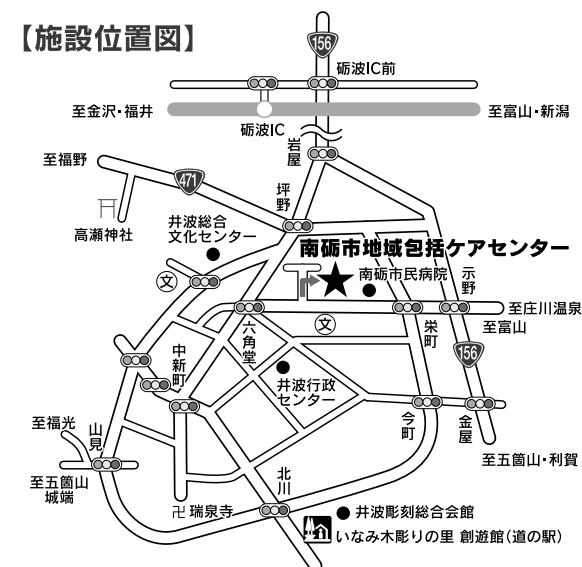 【施設位置図】
156
砺波IC前
至金沢・福井
至富山・新潟
砺波IC
岩屋
至福野
471
坪野
高瀬神社
井波総合
文化センター
南砺市地域包括ケアセンター
南砺市民病院
示野
文
至庄川温泉
至富山
六角堂
文
栄町
中新町
156
井波行政
センター
今町
金屋
至福光
山見
至五箇山
城端
至五箇山・利賀
北川
卍瑞泉寺
井波彫刻総合会館
いなみ木彫りの里 創遊館(道の駅)